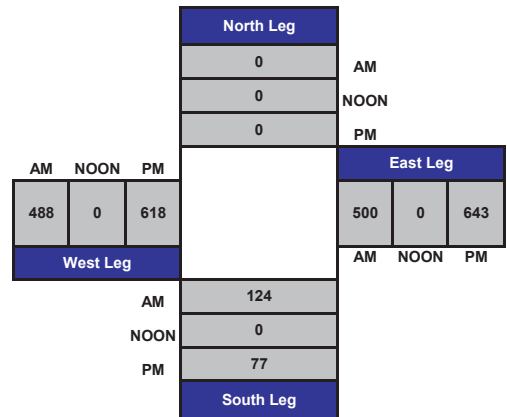 North Leg
0
AM
0
NOON
0
PM
AM NOON PM
East Leg
488 0 618
500 0 643
West Leg
AM NOON PM
AM
124
NOON
0
PM
77
South Leg